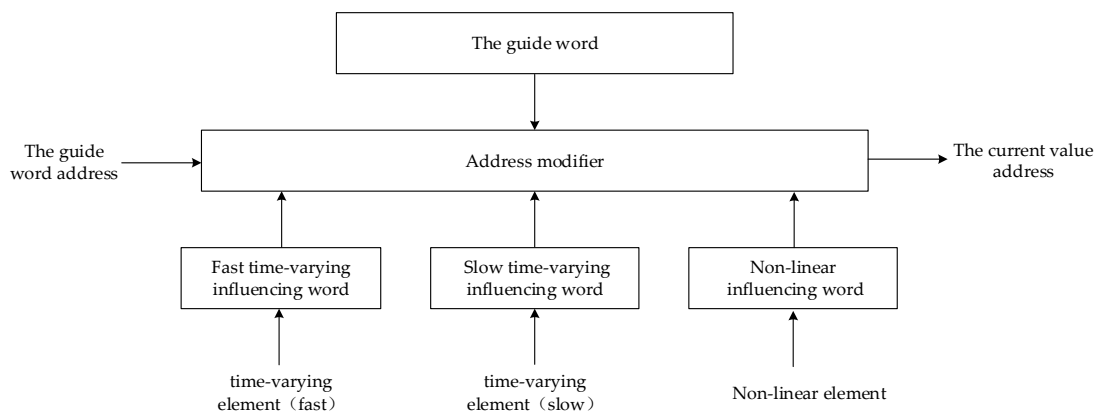 The guide word
The guide
word address
Address modifier
The current value
address
Fast time-varying
influencing word
Slow time-varying
influencing word
Non-linear
influencing word
time-varying
element（fast）
time-varying
element（slow）
Non-linear element